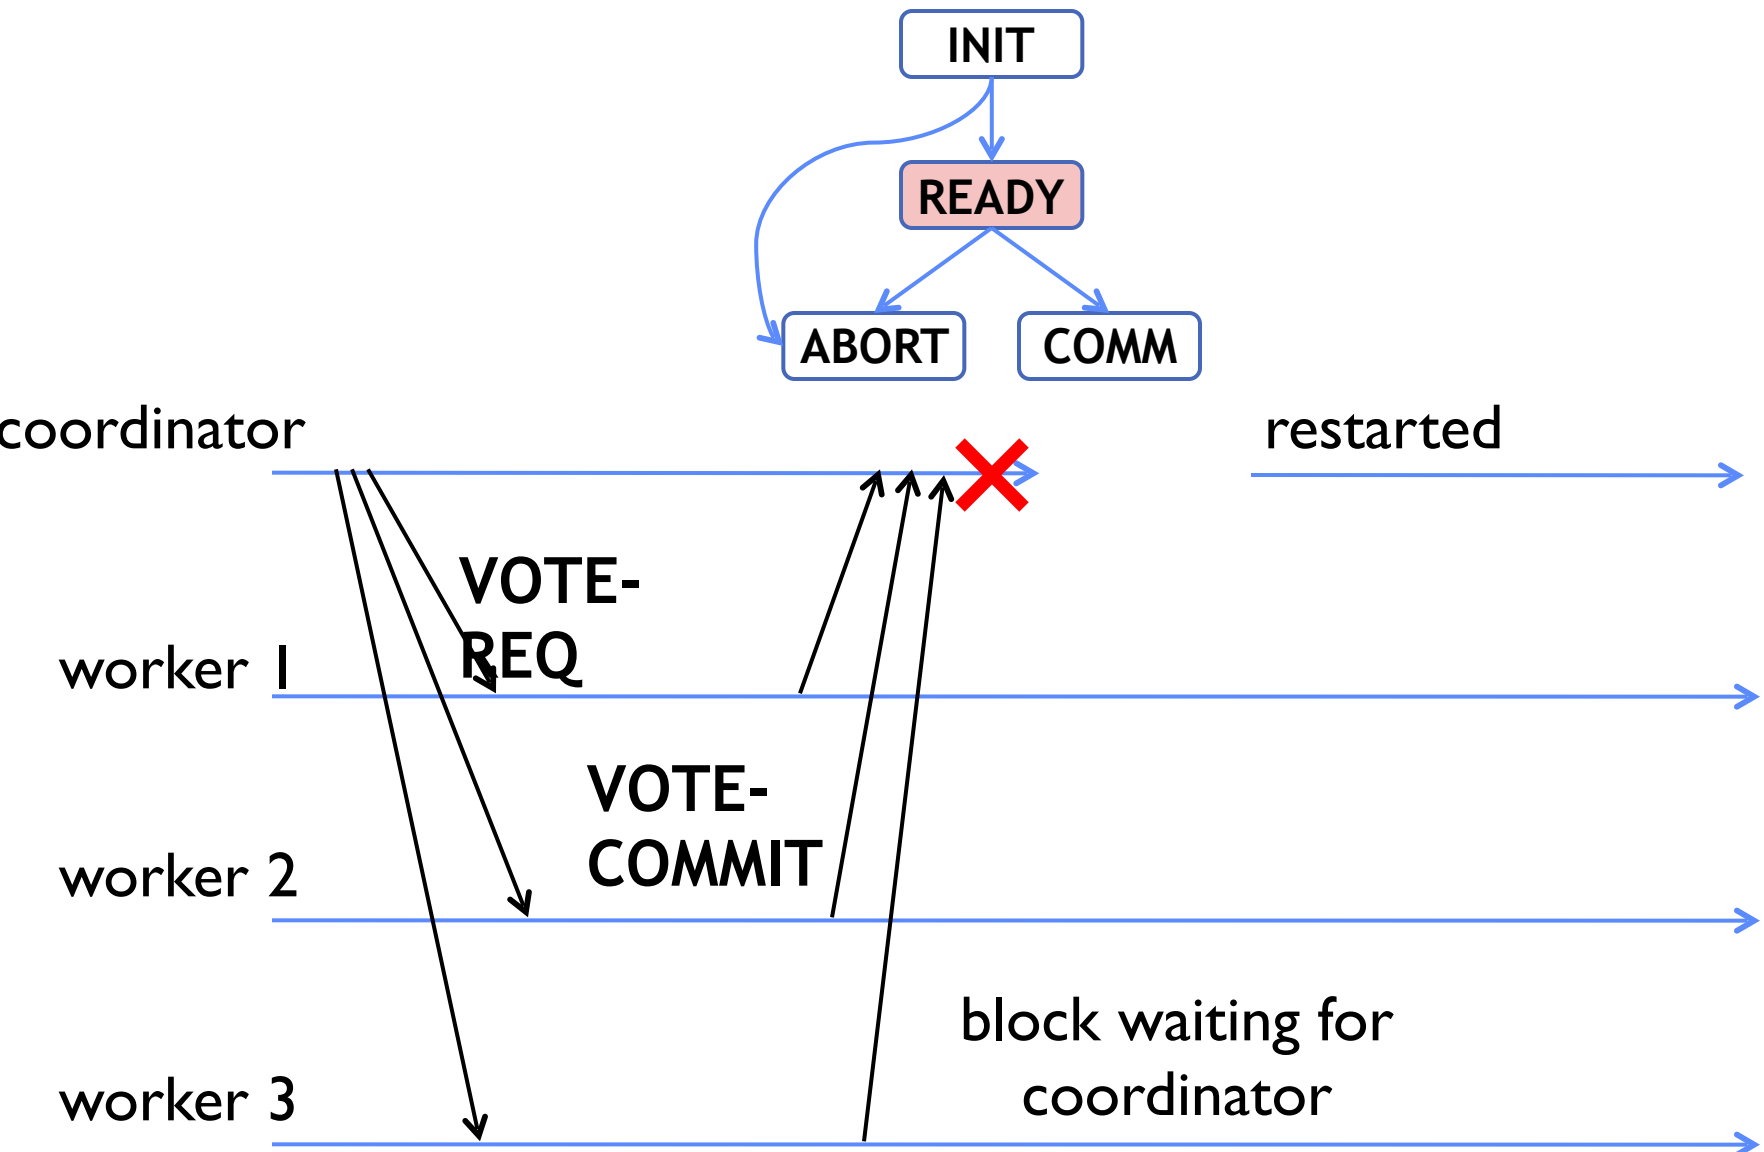 INIT
READY
ABORT
COMM
coordinator
restarted
VOTE-
REQ
worker 1
VOTE-
COMMIT
worker 2
block waiting for
coordinator
worker 3